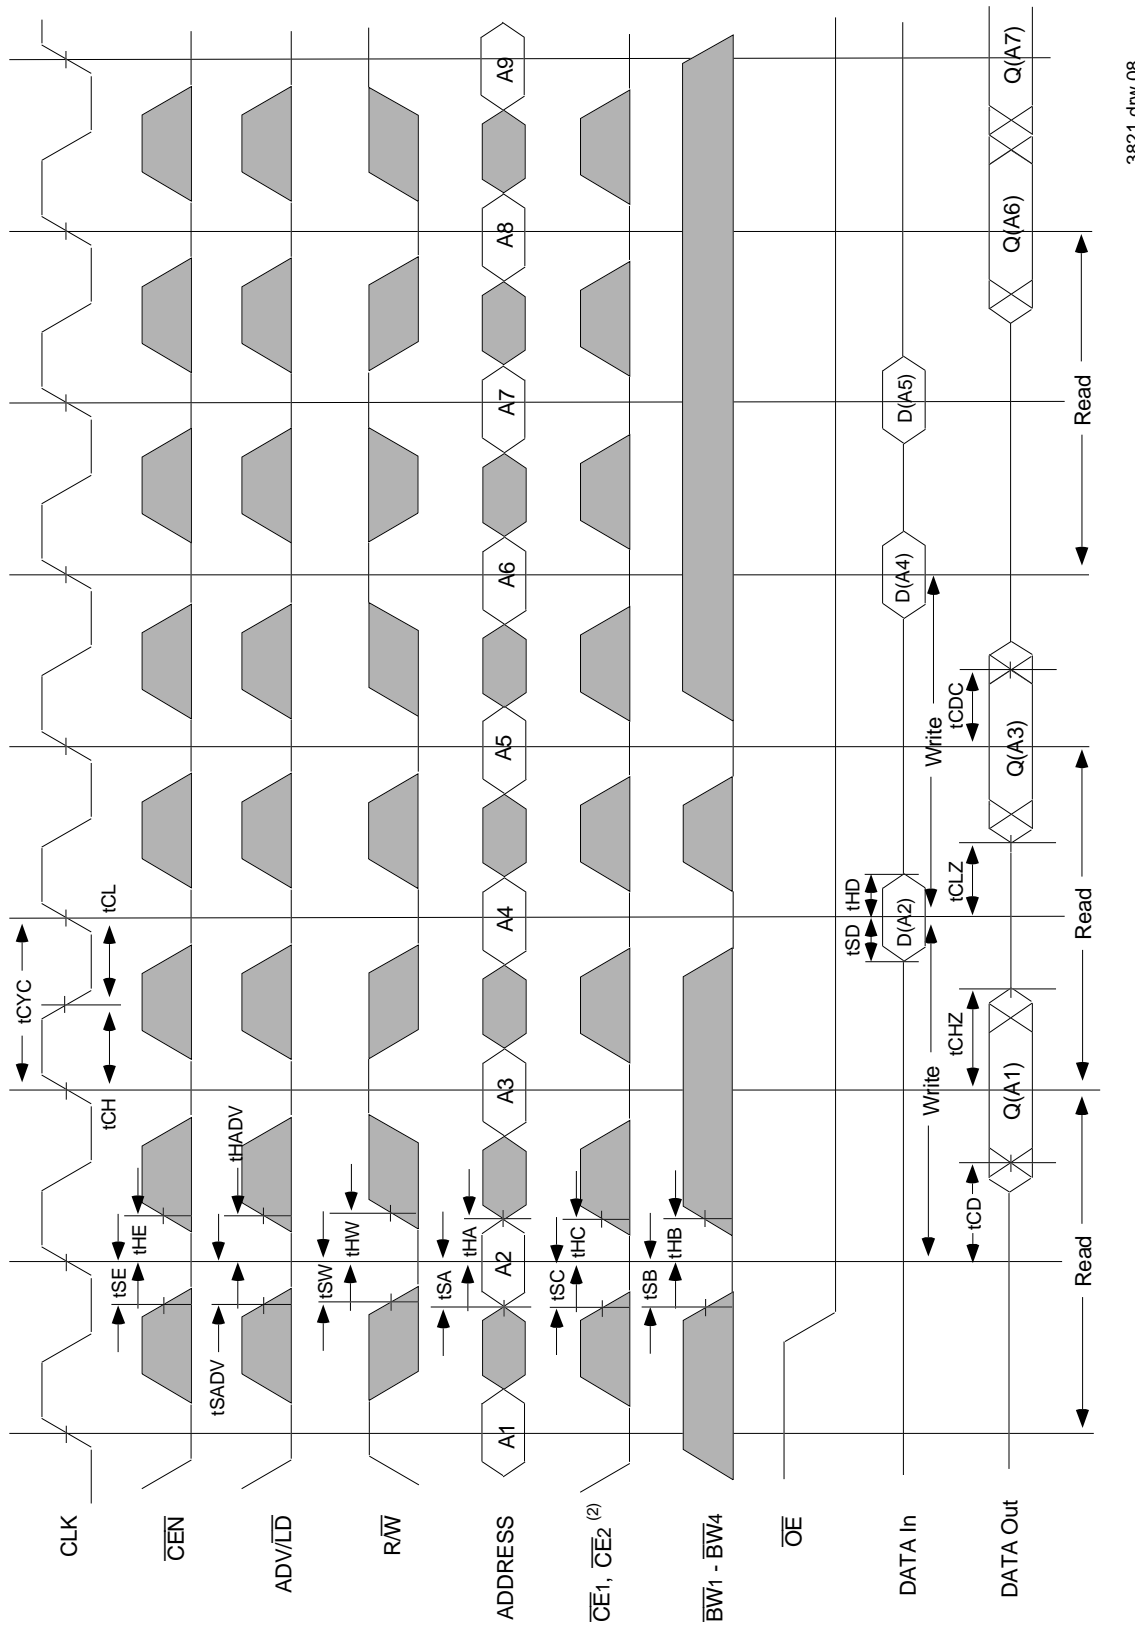 tCYC
tCH
tCL
CLK
tSE
tHE
CEN
tSADV
tHADV
ADV/LD
tSW
tHW
R/W
tSA
tHA
ADDRESS
A1
A2
A3
A4
A5
A6
A7
A8
A9
tSC
tHC
CE1, CE2 (2)
tSB
tHB
BW1 - BW4
OE
tSD
tHD
DATA In
D(A2)
D(A4)
D(A5)
Write
Write
tCD
tCHZ
tCLZ
tCDC
DATA Out
Q(A1)
Q(A3)
Q(A6)
Q(A7)
Read
Read
Read
3821 drw 08